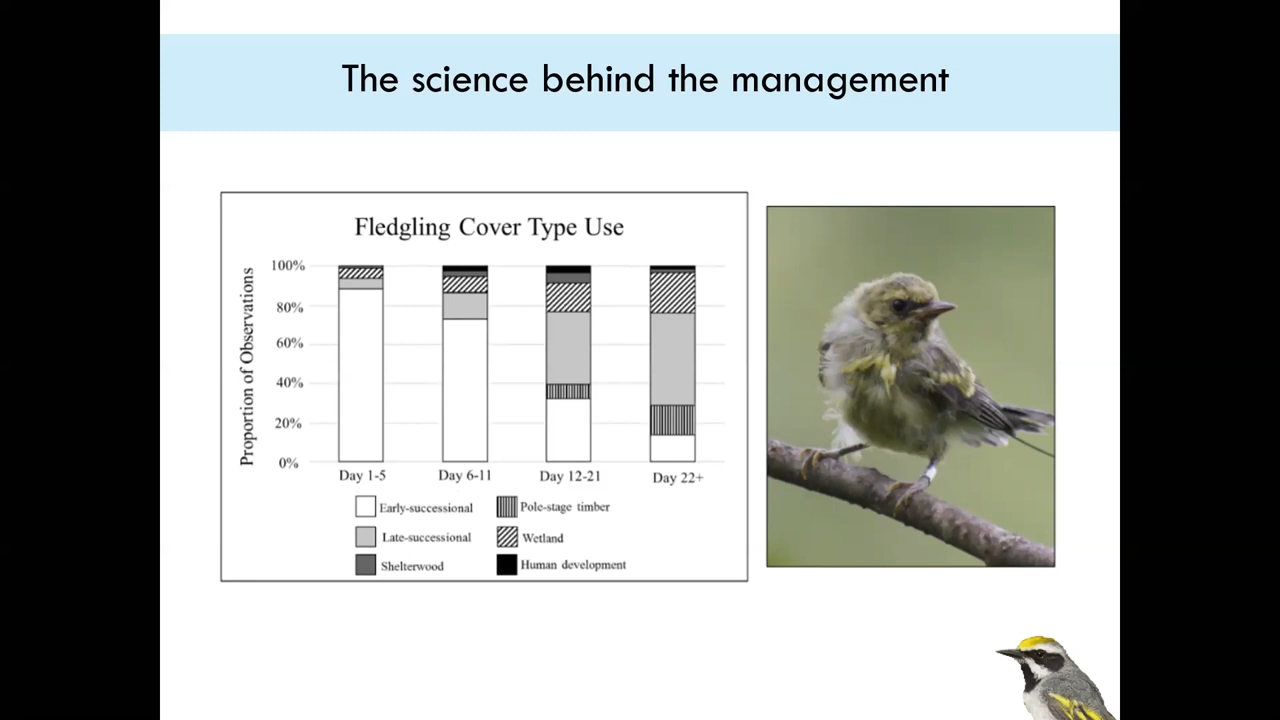 The science behind the management
Fledgling Cover Type Use
Proportion of Observations
100%
80%
60%
40%
20%
0%
Day 1-5 Day 6-11 Day 12-21 Day 22+
Early-successional Pole-stage timber
Late-successional Wetland
Shelterwood Human development